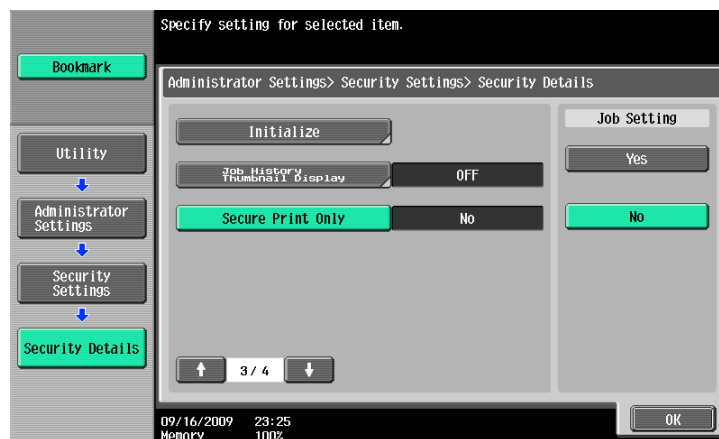 Specify setting for selected item.
Bookmark
Administrator Settings> Security Settings> Security Details
Utility
Administrator
Settings
Security
Settings
Security Details
Initialize
Job History
Thumbnail Display
OFF
Secure Print Only
No
3/ 4
Job Setting
Yes
No
09/16/2009 23:25
Memory 100%
OK